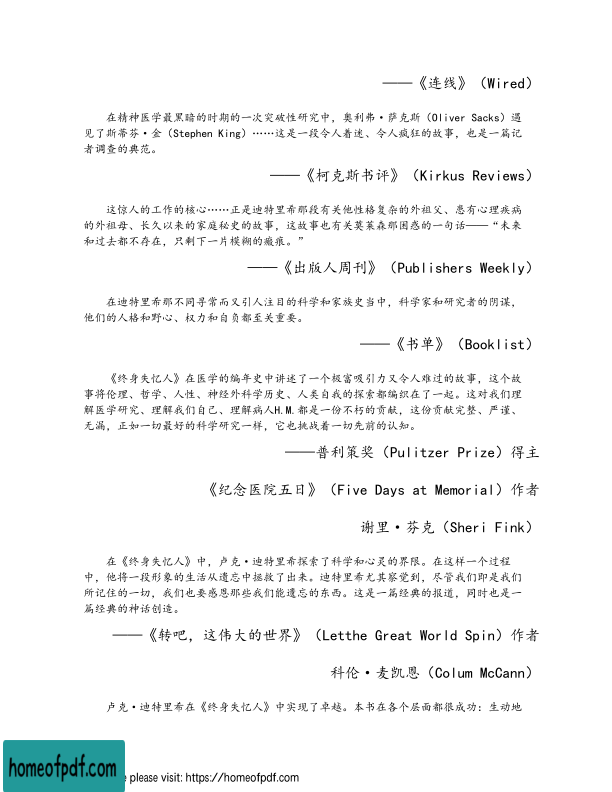 ——《连线》（Wired）
在精神医学最黑暗的时期的一次突破性研究中，奥利弗·萨克斯（Oliver Sacks）遇
见了斯蒂芬·金（Stephen King）……这是一段令人着迷、令人疯狂的故事，也是一篇记
者调查的典范。
——《柯克斯书评》（Kirkus Reviews）
这惊人的工作的核心……正是迪特里希那段有关他性格复杂的外祖父、患有心理疾病
的外祖母、长久以来的家庭秘史的故事，这故事也有关莫莱森那困惑的一句话——“未来
和过去都不存在，只剩下一片模糊的瘢痕。”
——《出版人周刊》（Publishers Weekly）
在迪特里希那不同寻常而又引人注目的科学和家族史当中，科学家和研究者的阴谋，
他们的人格和野心、权力和自负都至关重要。
——《书单》（Booklist）
《终身失忆人》在医学的编年史中讲述了一个极富吸引力又令人难过的故事，这个故
事将伦理、哲学、人性、神经外科学历史、人类自我的探索都编织在了一起。这对我们理
解医学研究、理解我们自己、理解病人H.M.都是一份不朽的贡献，这份贡献完整、严谨、
无漏，正如一切最好的科学研究一样，它也挑战着一切先前的认知。
——普利策奖（Pulitzer Prize）得主
《纪念医院五日》（Five Days at Memorial）作者
谢里·芬克（Sheri Fink）
在《终身失忆人》中，卢克·迪特里希探索了科学和心灵的界限。在这样一个过程
中，他将一段形象的生活从遗忘中拯救了出来。迪特里希尤其察觉到，尽管我们即是我们
所记住的一切，我们也要感恩那些我们能遗忘的东西。这是一篇经典的报道，同时也是一
篇经典的神话创造。
——《转吧，这伟大的世界》（Letthe Great World Spin）作者
科伦·麦凯恩（Colum McCann）
卢克·迪特里希在《终身失忆人》中实现了卓越。本书在各个层面都很成功：生动地
homeofpdf.com
e please visit: https://homeofpdf.com